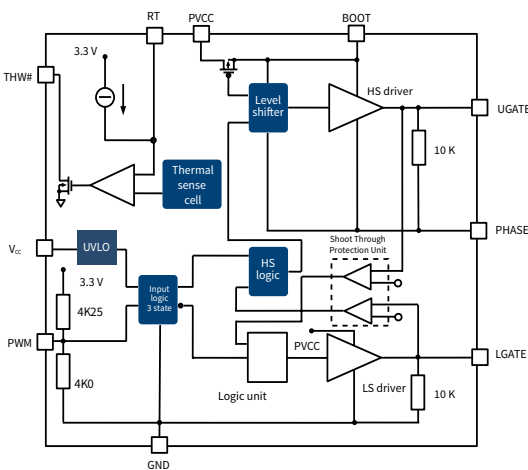 RT
PVCC
BOOT
3.3 V
THW#
HS driver
Level
shifter
UGATE
10 K
Thermal
sense
cell
PHASE
Shoot Through
Protection Unit
Vcc
UVLO
HS
logic
3.3 V
Input
logic
3 state
4K25
PWM
PVCC
LGATE
4K0
LS driver
10 K
Logic unit
GND